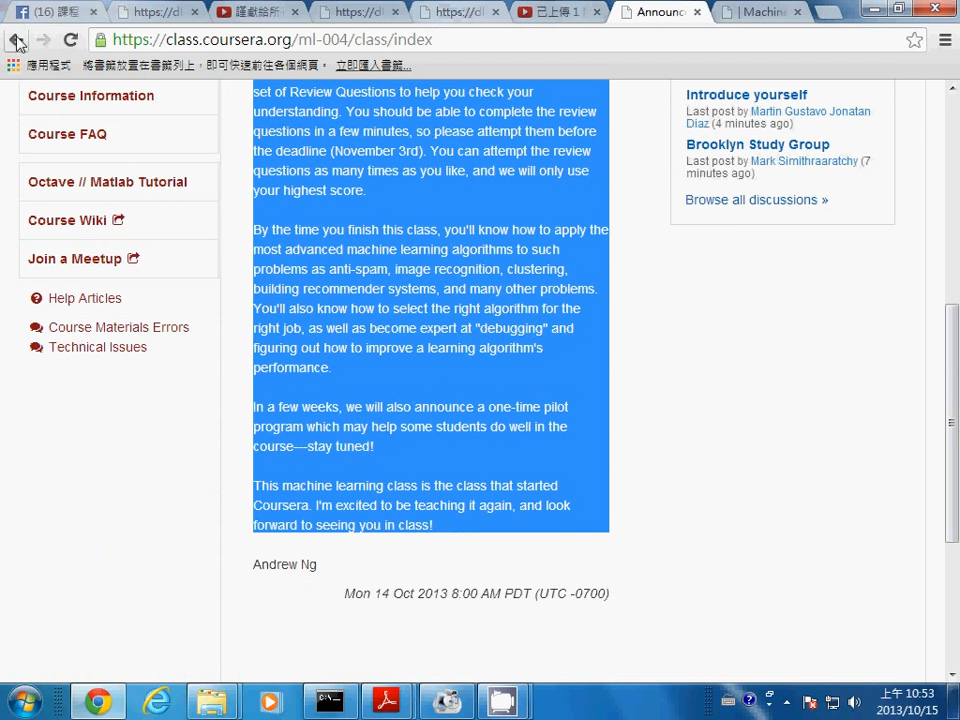 (16) 課程
https://dl
謹獻給所
https://dl
https://dl
已上傳 1
Announc
| Machine
https://class.coursera.org/ml-004/class/index
應用程式
將書籤放置在書籤列上，即可快速前往各個網頁。
立即匯入書籤...
Course Information
Course FAQ
Octave // Matlab Tutorial
Course Wiki
Join a Meetup
Help Articles
Course Materials Errors
Technical Issues
set of Review Questions to help you check your
understanding. You should be able to complete the review
questions in a few minutes, so please attempt them before
the deadline (November 3rd). You can attempt the review
questions as many times as you like, and we will only use
your highest score.
By the time you finish this class, you'll know how to apply the
most advanced machine learning algorithms to such
problems as anti-spam, image recognition, clustering,
building recommender systems, and many other problems.
You'll also know how to select the right algorithm for the
right job, as well as become expert at "debugging" and
figuring out how to improve a learning algorithm's
performance.
In a few weeks, we will also announce a one-time pilot
program which may help some students do well in the
course—stay tuned!
This machine learning class is the class that started
Coursera. I'm excited to be teaching it again, and look
forward to seeing you in class!
Andrew Ng
Mon 14 Oct 2013 8:00 AM PDT (UTC -0700)
Introduce yourself
Last post by Martin Gustavo Jonatan
Diaz (4 minutes ago)
Brooklyn Study Group
Last post by Mark Simithraaratchy (7
minutes ago)
Browse all discussions »
上午 10:53
2013/10/15